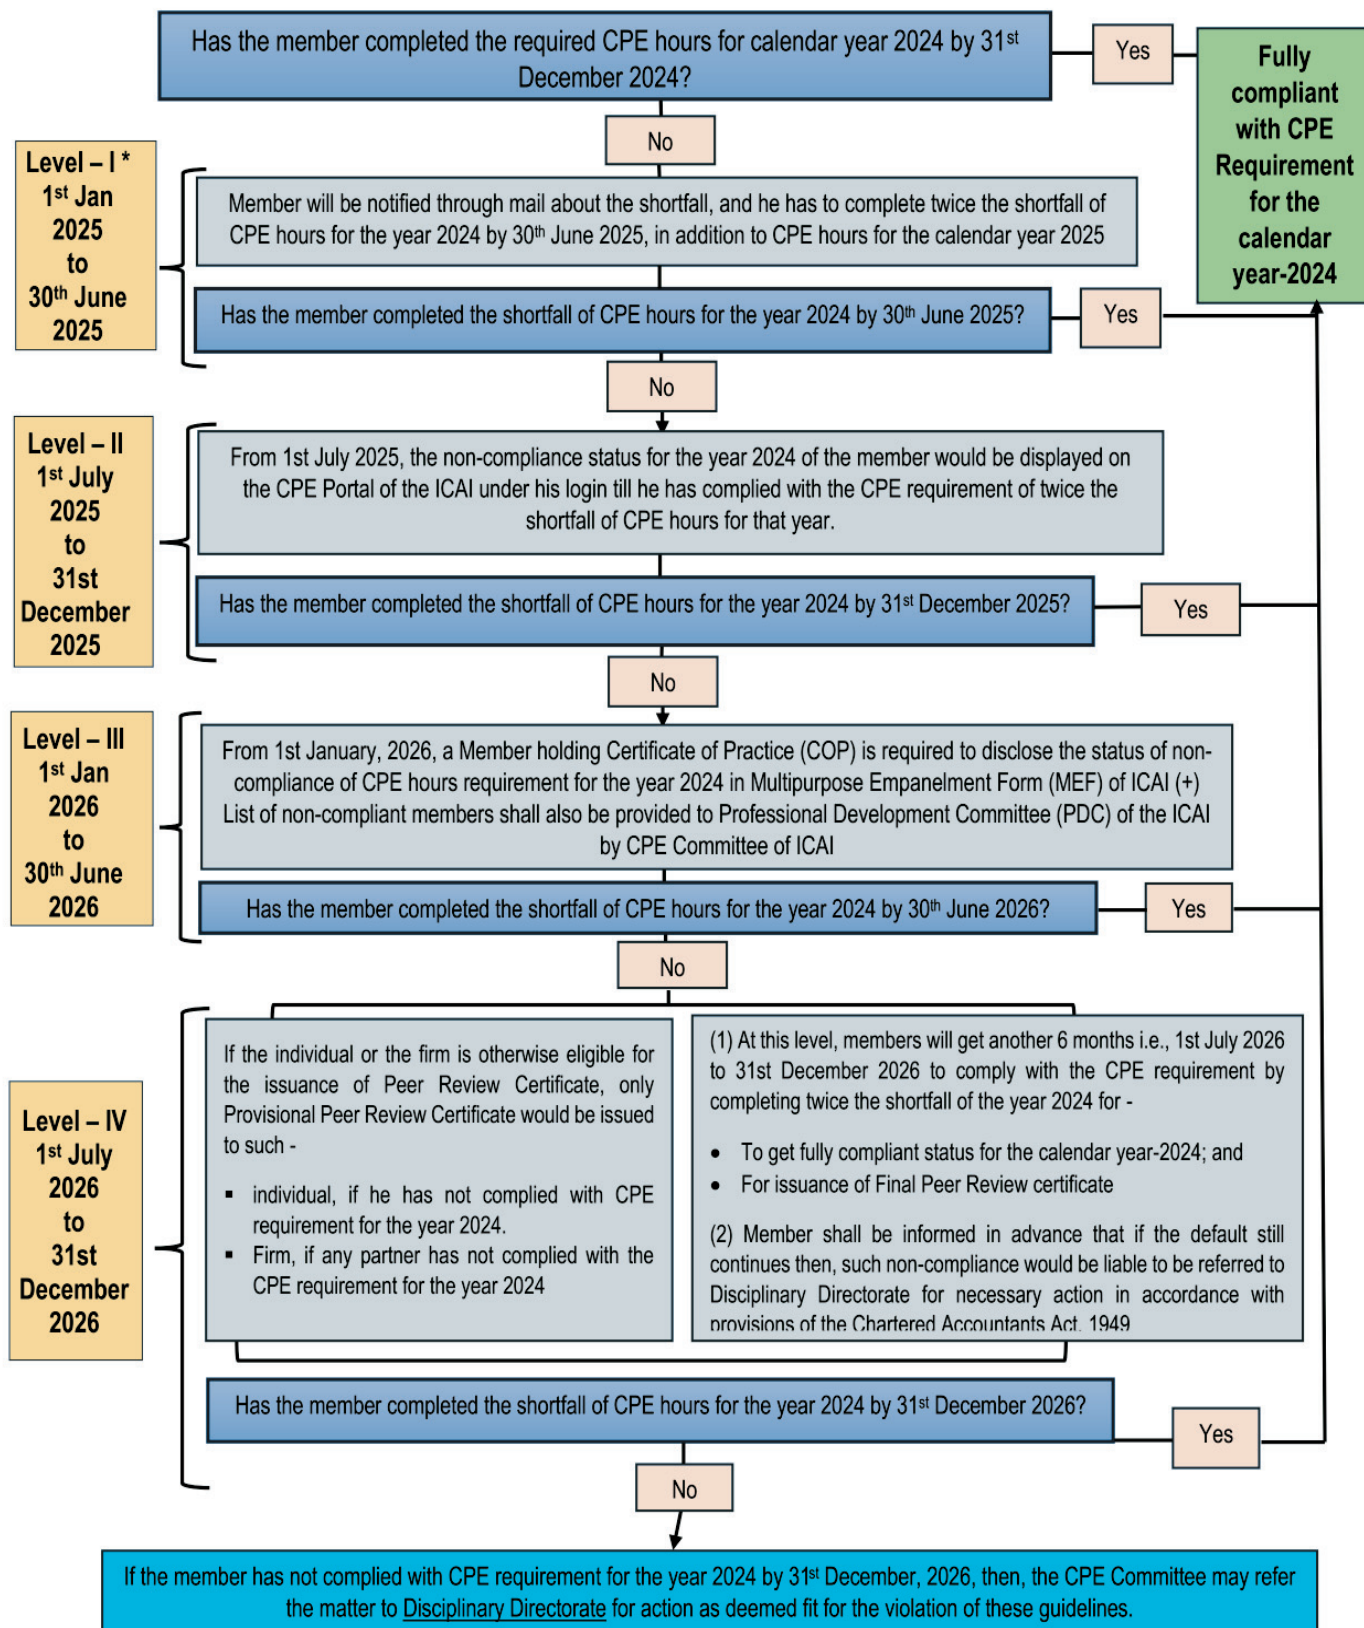 Has the member completed the required CPE hours for calendar year 2024 by 31st
December 2024?
Yes
Fully
compliant
with CPE
Requirement
for the
calendar
year-2024
No
Level – I *
1st Jan
2025
to
30th June
2025
Member will be notified through mail about the shortfall, and he has to complete twice the shortfall of
CPE hours for the year 2024 by 30th June 2025, in addition to CPE hours for the calendar year 2025
Has the member completed the shortfall of CPE hours for the year 2024 by 30th June 2025?
Yes
No
Level – II
1st July
2025
to
31st
December
2025
From 1st July 2025, the non-compliance status for the year 2024 of the member would be displayed on
the CPE Portal of the ICAI under his login till he has complied with the CPE requirement of twice the
shortfall of CPE hours for that year.
Has the member completed the shortfall of CPE hours for the year 2024 by 31st December 2025?
Yes
No
Level – III
1st Jan
2026
to
30th June
2026
From 1st January, 2026, a Member holding Certificate of Practice (COP) is required to disclose the status of non-
compliance of CPE hours requirement for the year 2024 in Multipurpose Empanelment Form (MEF) of ICAI (+)
List of non-compliant members shall also be provided to Professional Development Committee (PDC) of the ICAI
by CPE Committee of ICAI
Has the member completed the shortfall of CPE hours for the year 2024 by 30th June 2026?
Yes
No
Level – IV
1st July
2026
to
31st
December
2026
If the individual or the firm is otherwise eligible for
the issuance of Peer Review Certificate, only
Provisional Peer Review Certificate would be issued
to such -
▪ individual, if he has not complied with CPE
requirement for the year 2024.
▪ Firm, if any partner has not complied with the
CPE requirement for the year 2024
(1) At this level, members will get another 6 months i.e., 1st July 2026
to 31st December 2026 to comply with the CPE requirement by
completing twice the shortfall of the year 2024 for -
• To get fully compliant status for the calendar year-2024; and
• For issuance of Final Peer Review certificate
(2) Member shall be informed in advance that if the default still
continues then, such non-compliance would be liable to be referred to
Disciplinary Directorate for necessary action in accordance with
provisions of the Chartered Accountants Act, 1949
Has the member completed the shortfall of CPE hours for the year 2024 by 31st December 2026?
Yes
No
If the member has not complied with CPE requirement for the year 2024 by 31st December, 2026, then, the CPE Committee may refer
the matter to Disciplinary Directorate for action as deemed fit for the violation of these guidelines.